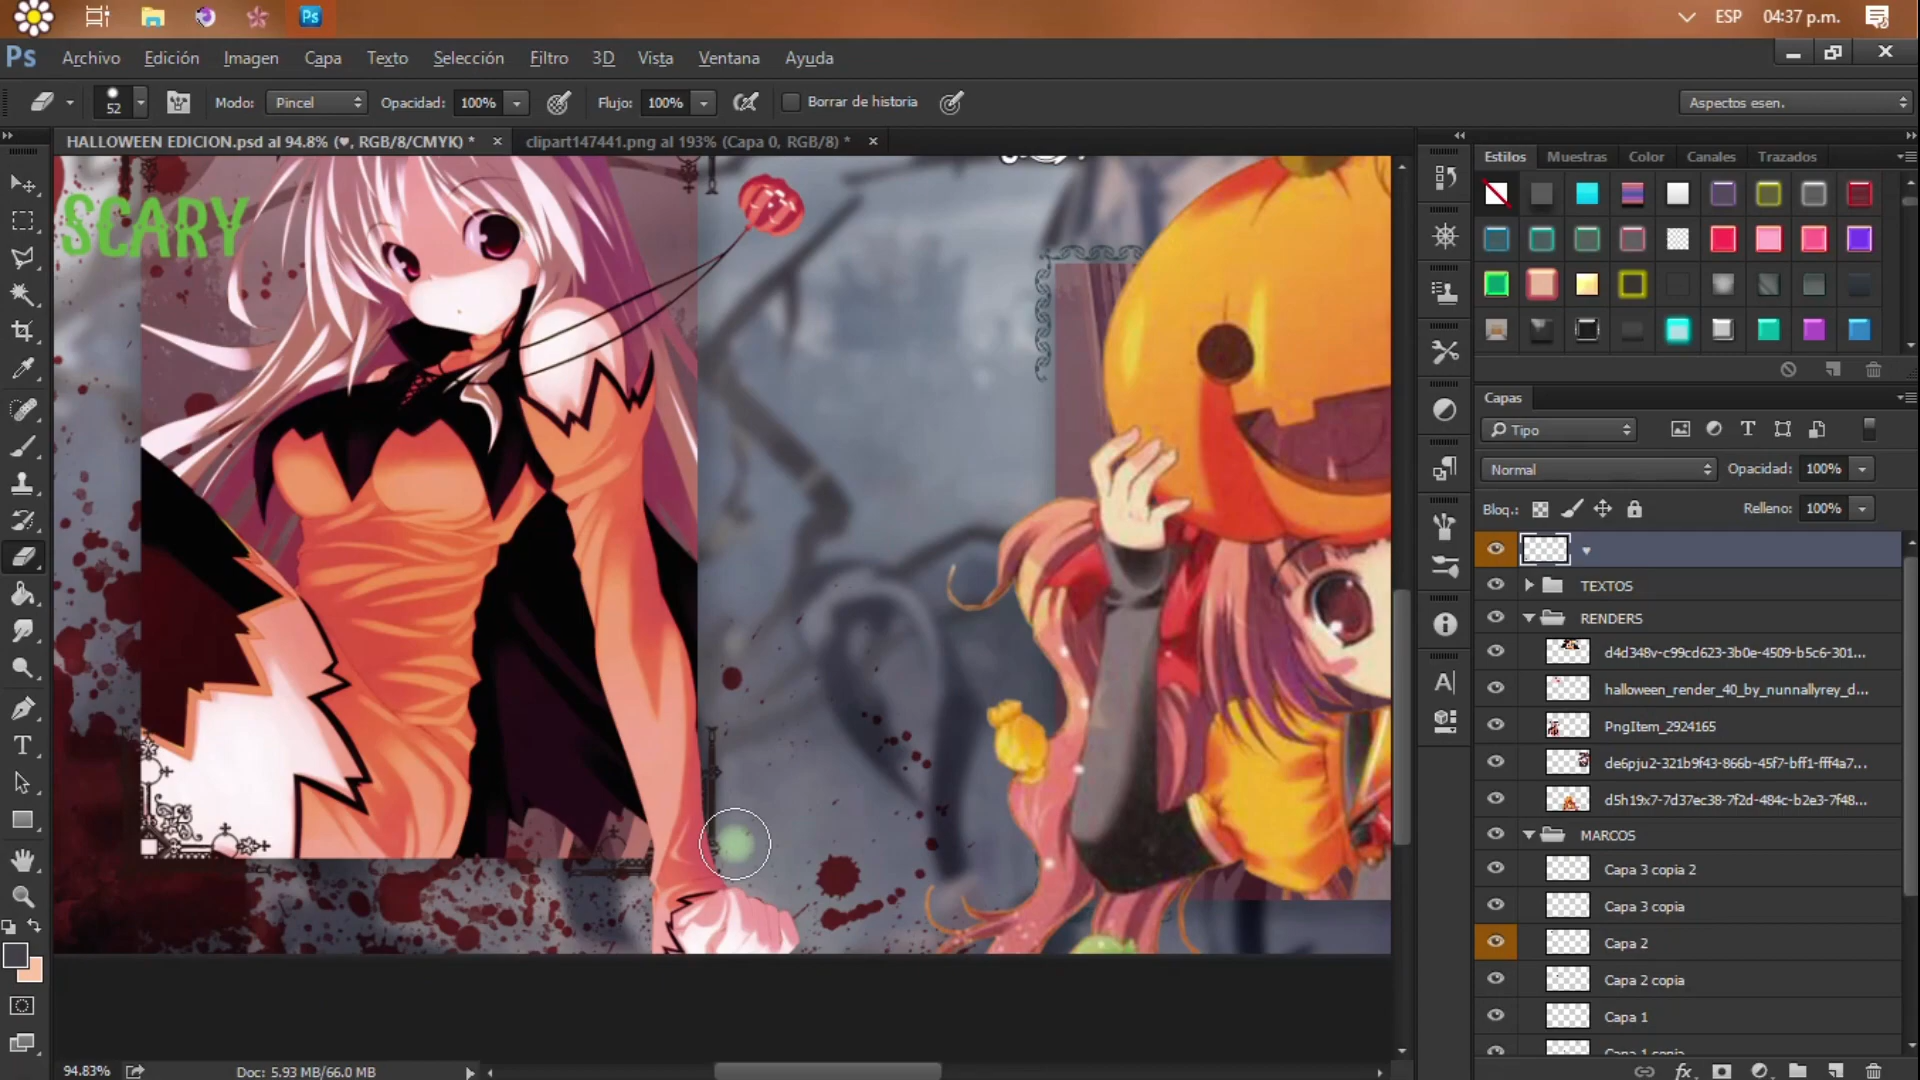 Ps
ESP 04:37 p.m.
Ps Archivo Edición Imagen Capa Texto Selección Filtro 3D Vista Ventana Ayuda
52 Modo: Pincel Opacidad: 100% Flujo: 100% Borrar de historia Aspectos esen.
HALLOWEEN EDICION.psd al 94.8% (♥, RGB/8/CMYK) * × clipart147441.png al 193% (Capa 0, RGB/8) * ×
Estilos Muestras Color Canales Trazados
SCARY
Capas
Tipo
Normal Opacidad: 100%
Bloq.: Relleno: 100%
♥
TEXTOS
RENDERS
d4d348v-c99cd623-3b0e-4509-b5c6-301...
halloween_render_40_by_nunnallyrey_d...
PngItem_2924165
de6pju2-321b9f43-866b-45f7-bff1-fff4a7...
d5h19x7-7d37ec38-7f2d-484c-b2e3-7f48...
MARCOS
Capa 3 copia 2
Capa 3 copia
Capa 2
Capa 2 copia
Capa 1
Capa 1 copia
94.83% Doc: 5.93 MB/66.0 MB